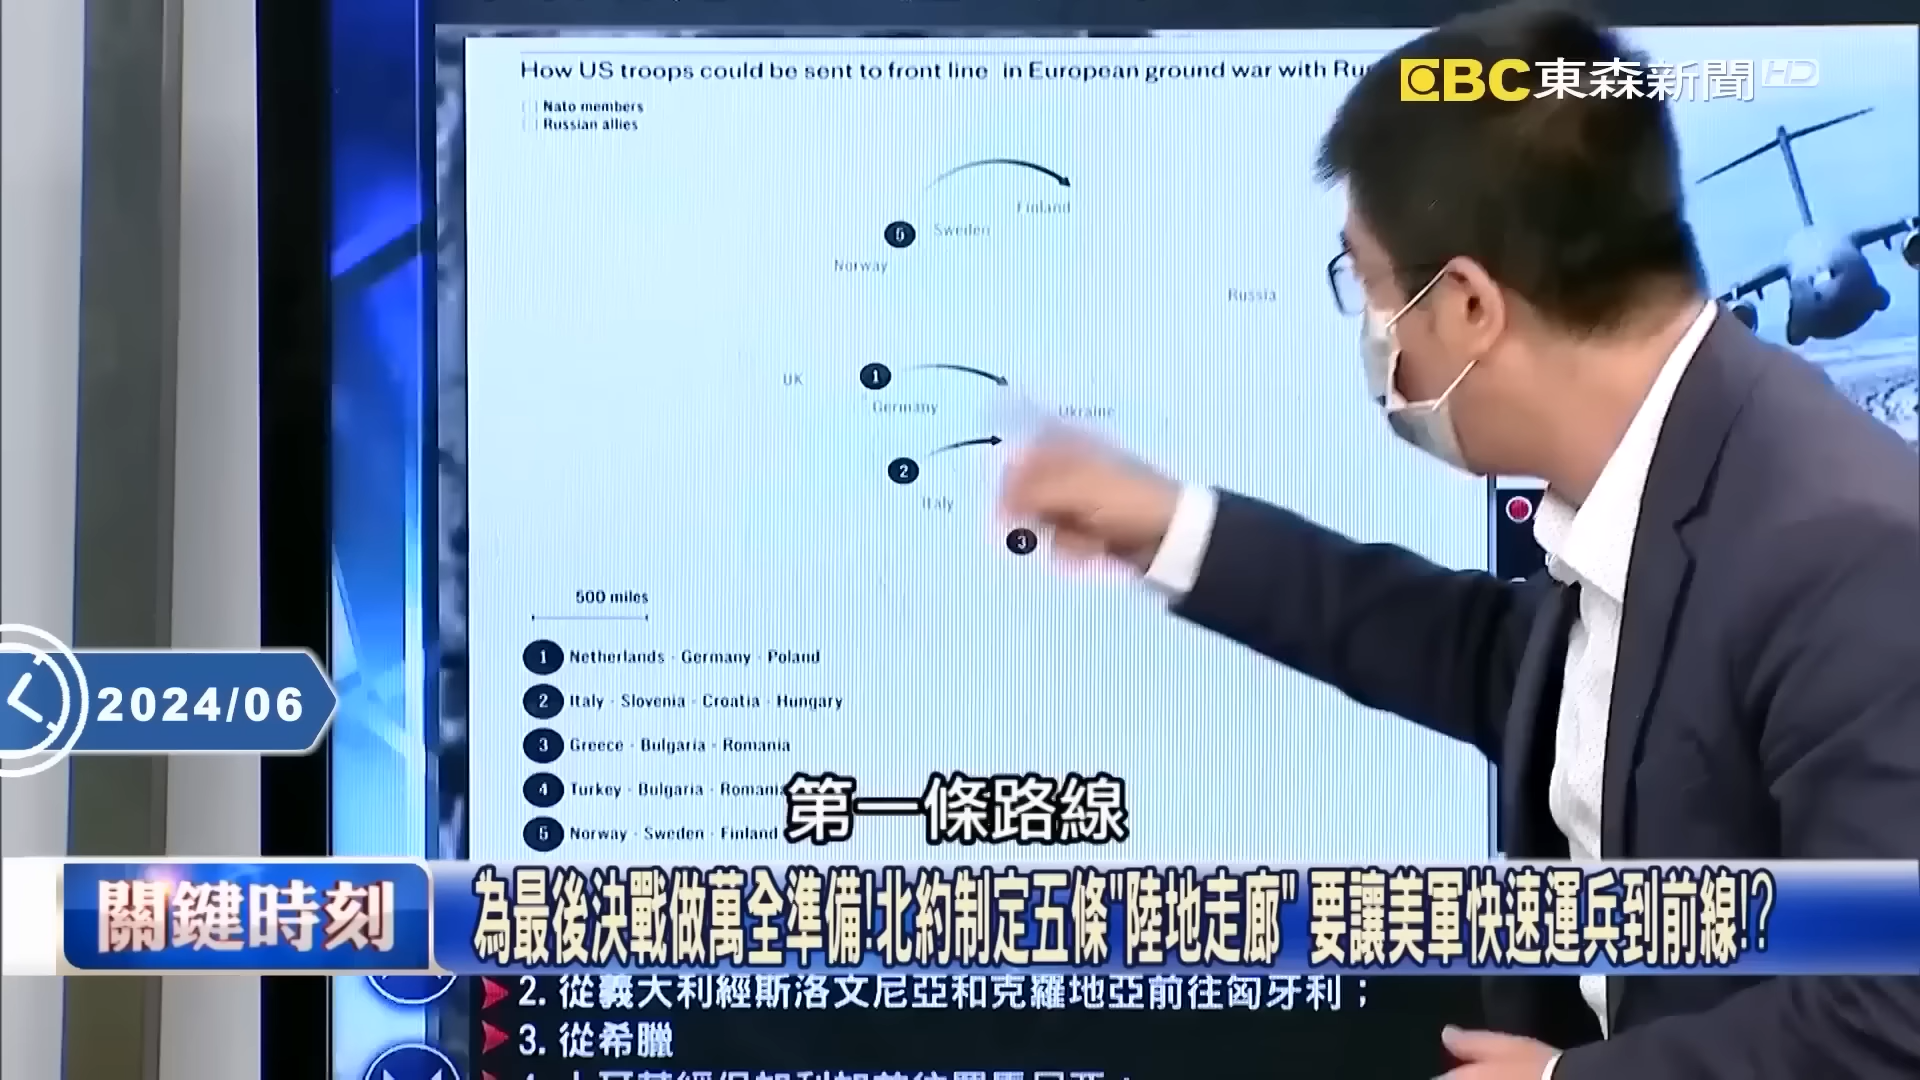 How US troops could be sent to front line in European ground war with Rus
EBC 東森新聞 HD
Nato members
Russian allies
Finland
5
Sweden
Norway
Russia
UK
1
Germany
Ukraine
2
Italy
3
500 miles
1 Netherlands - Germany - Poland
2 Italy - Slovenia - Croatia - Hungary
3 Greece - Bulgaria - Romania
4 Turkey - Bulgaria - Romania
5 Norway - Sweden - Finland
2024/06
第一條路線
關鍵時刻
為最後決戰做萬全準備!北約制定五條"陸地走廊" 要讓美軍快速運兵到前線!?
2. 從義大利經斯洛文尼亞和克羅地亞前往匈牙利；
3. 從希臘